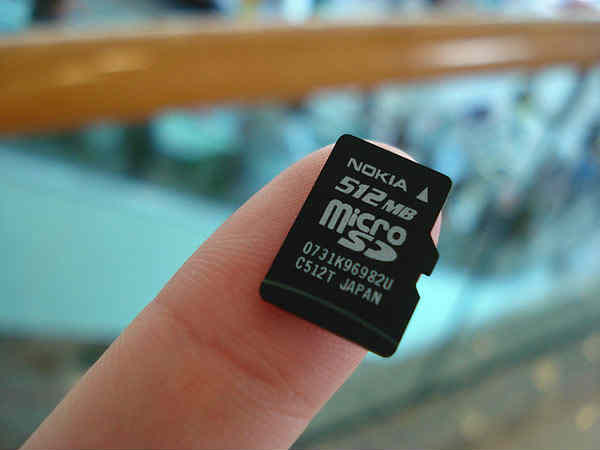 NOKIA
512MB
Micro
SD
0731K96982U
C512T JAPAN